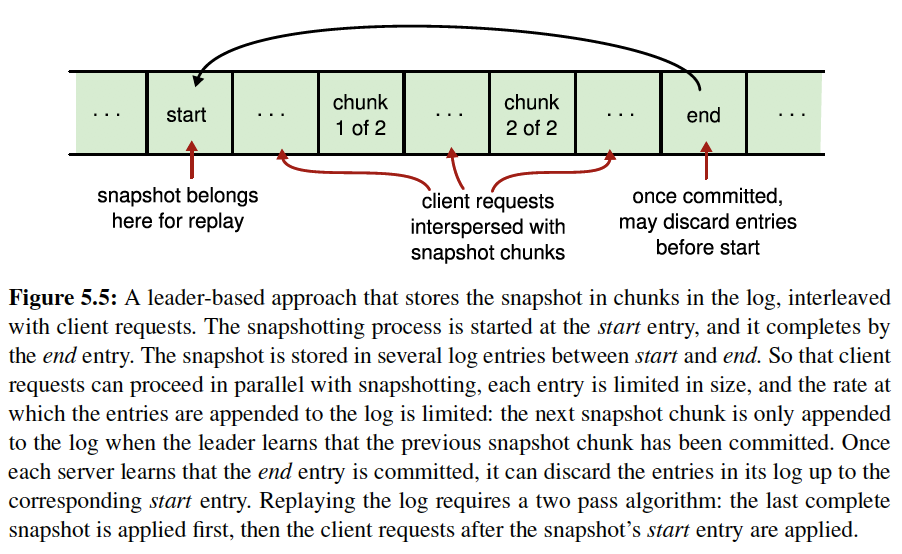 . . .
start
. . .
chunk
1 of 2
. . .
chunk
2 of 2
. . .
end
. . .
snapshot belongs
here for replay
client requests
interspersed with
snapshot chunks
once committed,
may discard entries
before start
Figure 5.5: A leader-based approach that stores the snapshot in chunks in the log, interleaved
with client requests. The snapshotting process is started at the start entry, and it completes by
the end entry. The snapshot is stored in several log entries between start and end. So that client
requests can proceed in parallel with snapshotting, each entry is limited in size, and the rate at
which the entries are appended to the log is limited: the next snapshot chunk is only appended
to the log when the leader learns that the previous snapshot chunk has been committed. Once
each server learns that the end entry is committed, it can discard the entries in its log up to the
corresponding start entry. Replaying the log requires a two pass algorithm: the last complete
snapshot is applied first, then the client requests after the snapshot's start entry are applied.